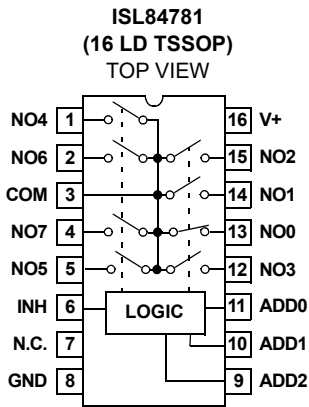 ISL84781
(16 LD TSSOP)
TOP VIEW
NO4 1 16 V+
NO6 2 15 NO2
COM 3 14 NO1
NO7 4 13 NO0
NO5 5 12 NO3
INH 6 LOGIC 11 ADD0
N.C. 7 10 ADD1
GND 8 9 ADD2